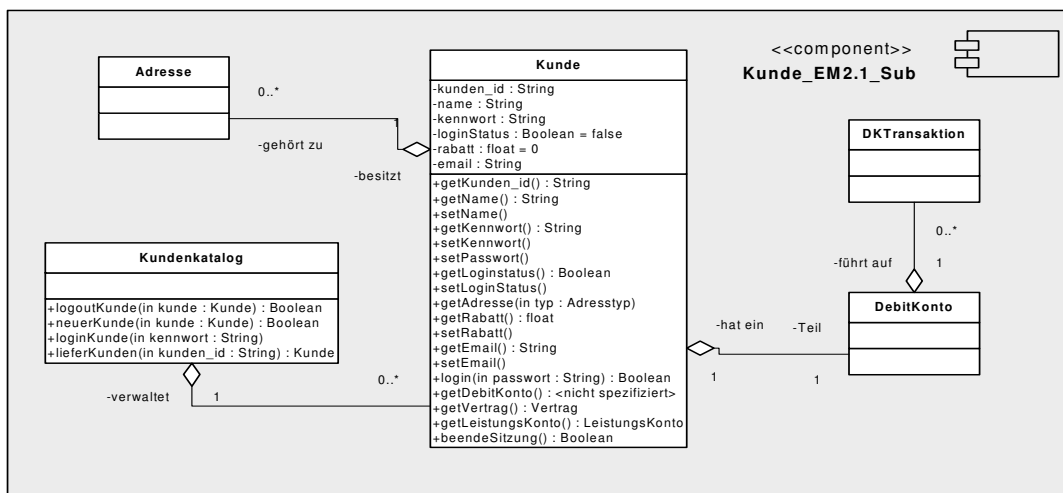 <<component>>
Kunde_EM2.1_Sub
Adresse
0..*
-gehört zu
1
-besitzt
Kunde
-kunden_id : String
-name : String
-kennwort : String
-loginStatus : Boolean = false
-rabatt : float = 0
-email : String
+getKunden_id() : String
+getName() : String
+setName()
+getKennwort() : String
+setKennwort()
+setPasswort()
+getLoginstatus() : Boolean
+setLoginStatus()
+getAdresse(in typ : Adresstyp)
+getRabatt() : float
+setRabatt()
+getEmail() : String
+setEmail()
+login(in passwort : String) : Boolean
+getDebitKonto() : <nicht spezifiziert>
+getVertrag() : Vertrag
+getLeistungsKonto() : LeistungsKonto
+beendeSitzung() : Boolean
Kundenkatalog
+logoutKunde(in kunde : Kunde) : Boolean
+neuerKunde(in kunde : Kunde) : Boolean
+loginKunde(in kennwort : String)
+lieferKunden(in kunden_id : String) : Kunde
-verwaltet
1
0..*
DKTransaktion
0..*
-führt auf
1
DebitKonto
-hat ein
-Teil
1
1